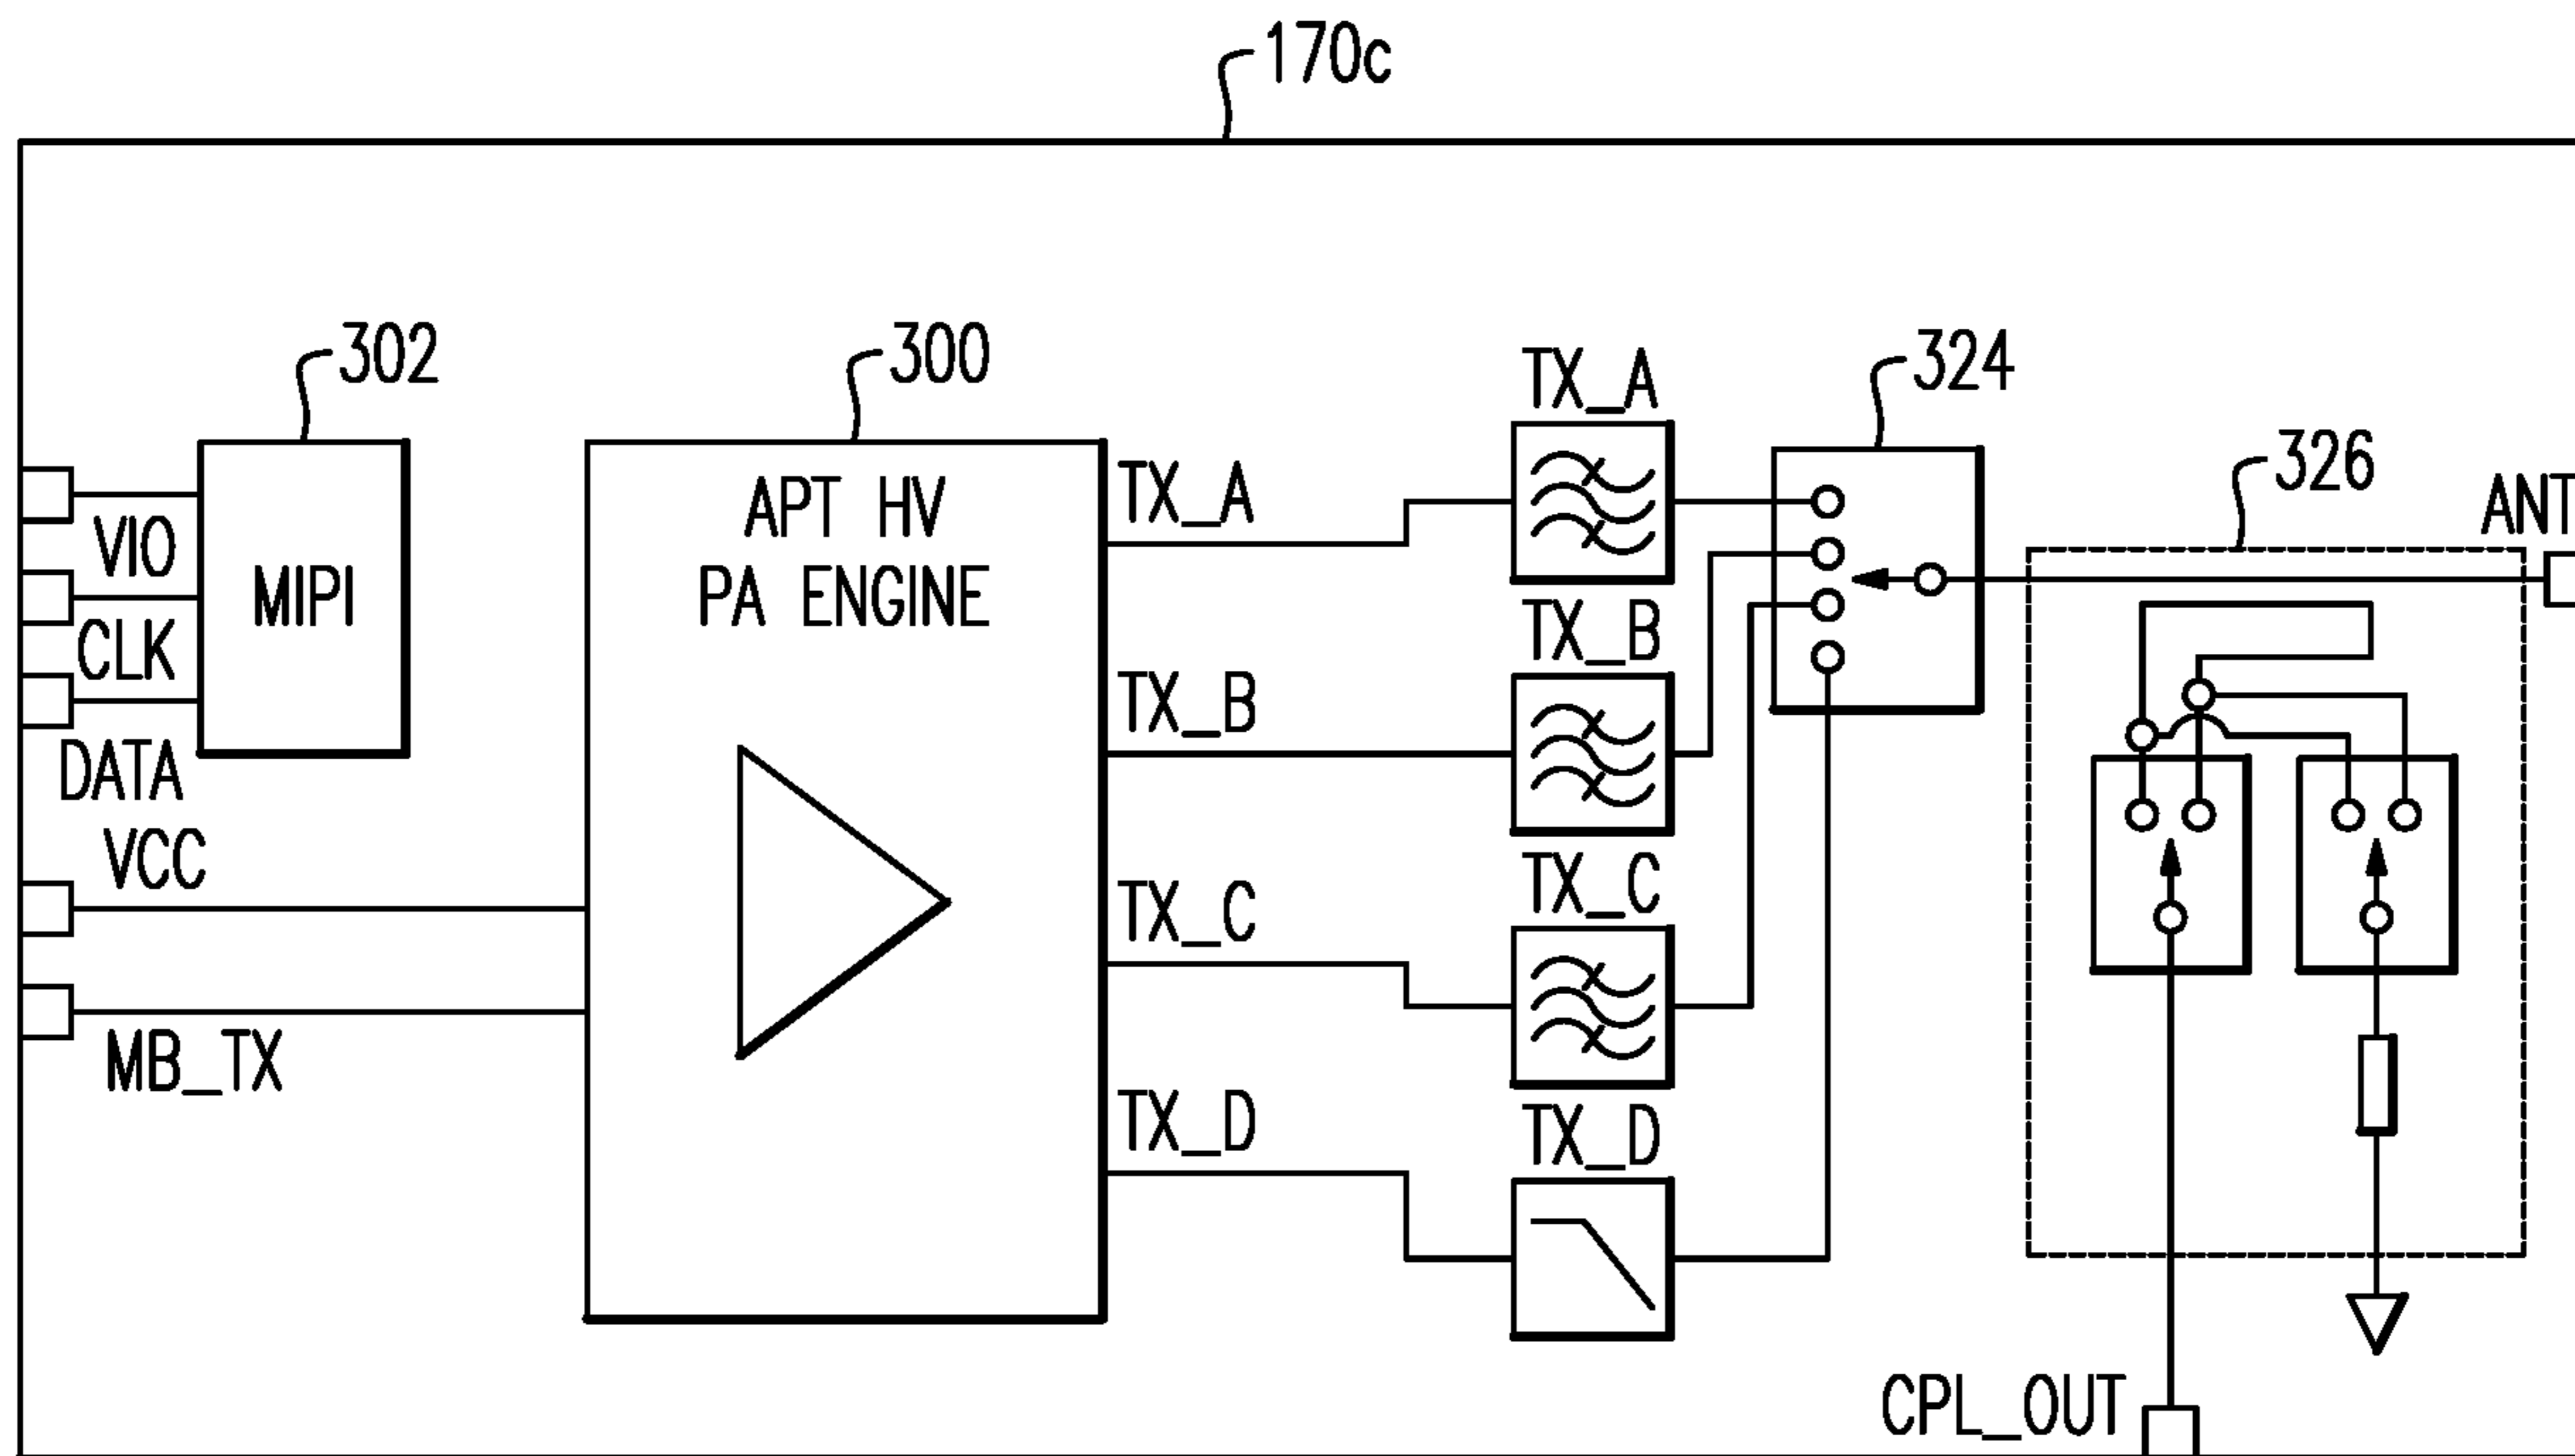 170c
302
300
324
326
VIO
CLK
DATA
VCC
MB_TX
MIPI
APT HV
PA ENGINE
TX_A
TX_B
TX_C
TX_D
TX_A
TX_B
TX_C
TX_D
ANT
CPL_OUT